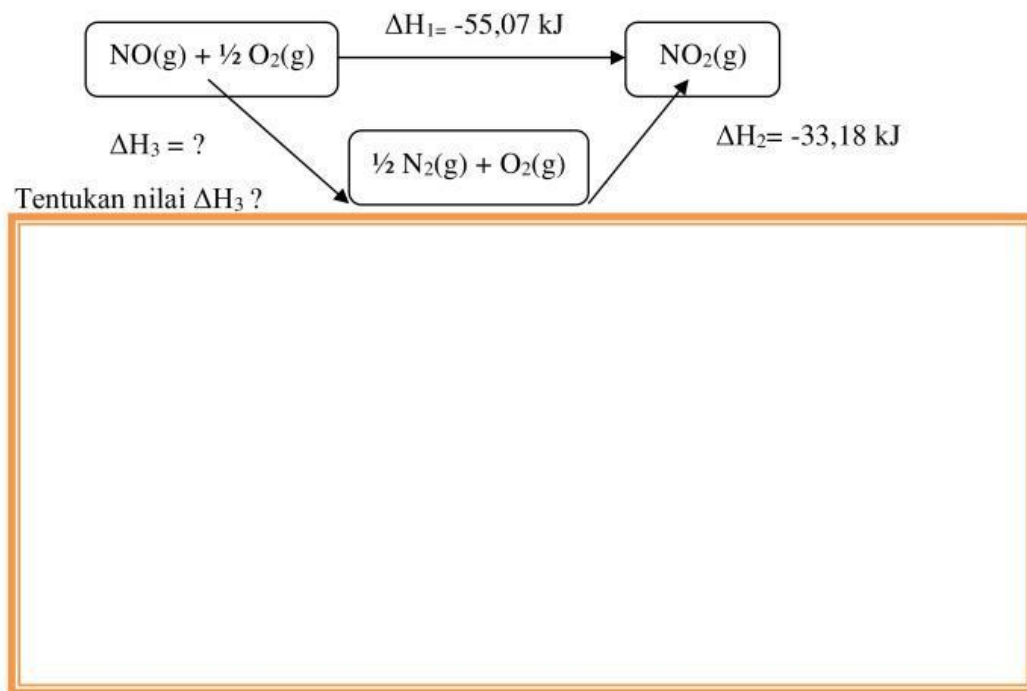 ΔH₁= -55,07 kJ
NO(g) + ½ O₂(g)
NO₂(g)
ΔH₃ = ?
½ N₂(g) + O₂(g)
ΔH₂= -33,18 kJ
Tentukan nilai ΔH₃ ?